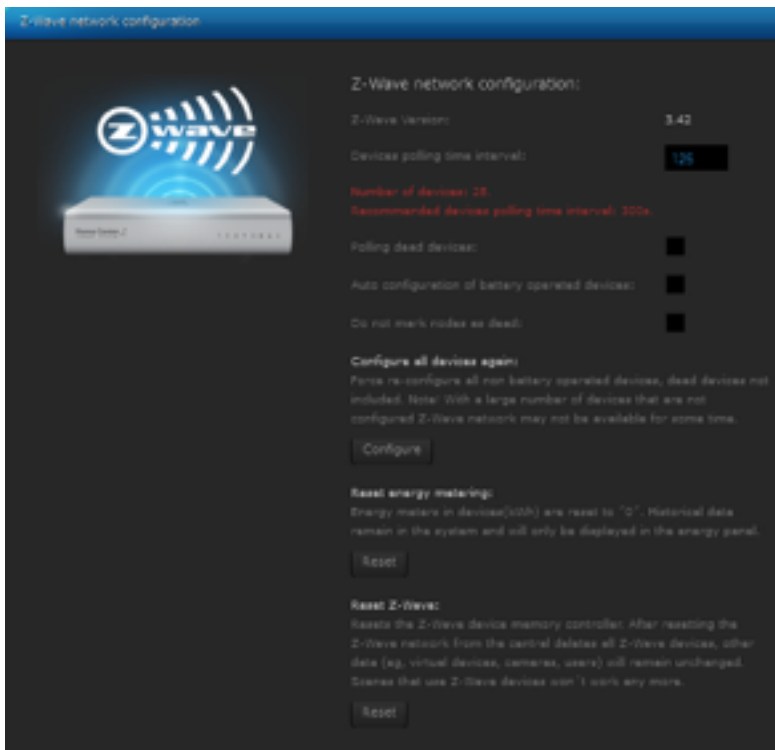 Z-Wave network configuration
Z wave
Z-Wave network configuration:
Z-Wave Version: 3.42
Devices polling time interval: 126
Number of devices: 28.
Recommended devices polling time interval: 300s.
Polling dead devices:
Auto configuration of battery operated devices:
Do not mark nodes as dead:
Configure all devices again:
Force re-configure all non battery operated devices, dead devices not
included. Note! With a large number of devices that are not
configured Z-Wave network may not be available for some time.
Configure
Reset energy metering:
Energy meters in devices(kWh) are reset to "0". Historical data
remain in the system and will only be displayed in the energy panel.
Reset
Reset Z-Wave:
Resets the Z-Wave device memory controller. After resetting the
Z-Wave network from the central deletes all Z-Wave devices, other
data (eg, virtual devices, cameras, users) will remain unchanged.
Scenes that use Z-Wave devices won't work any more.
Reset